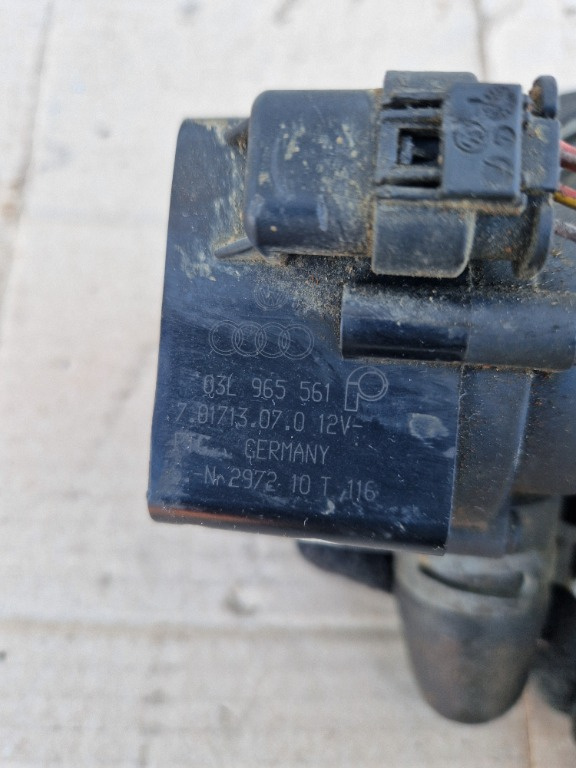 03L 965 561
7.01713.07.0 12V-
GERMANY
Nr 2972 10 T 116